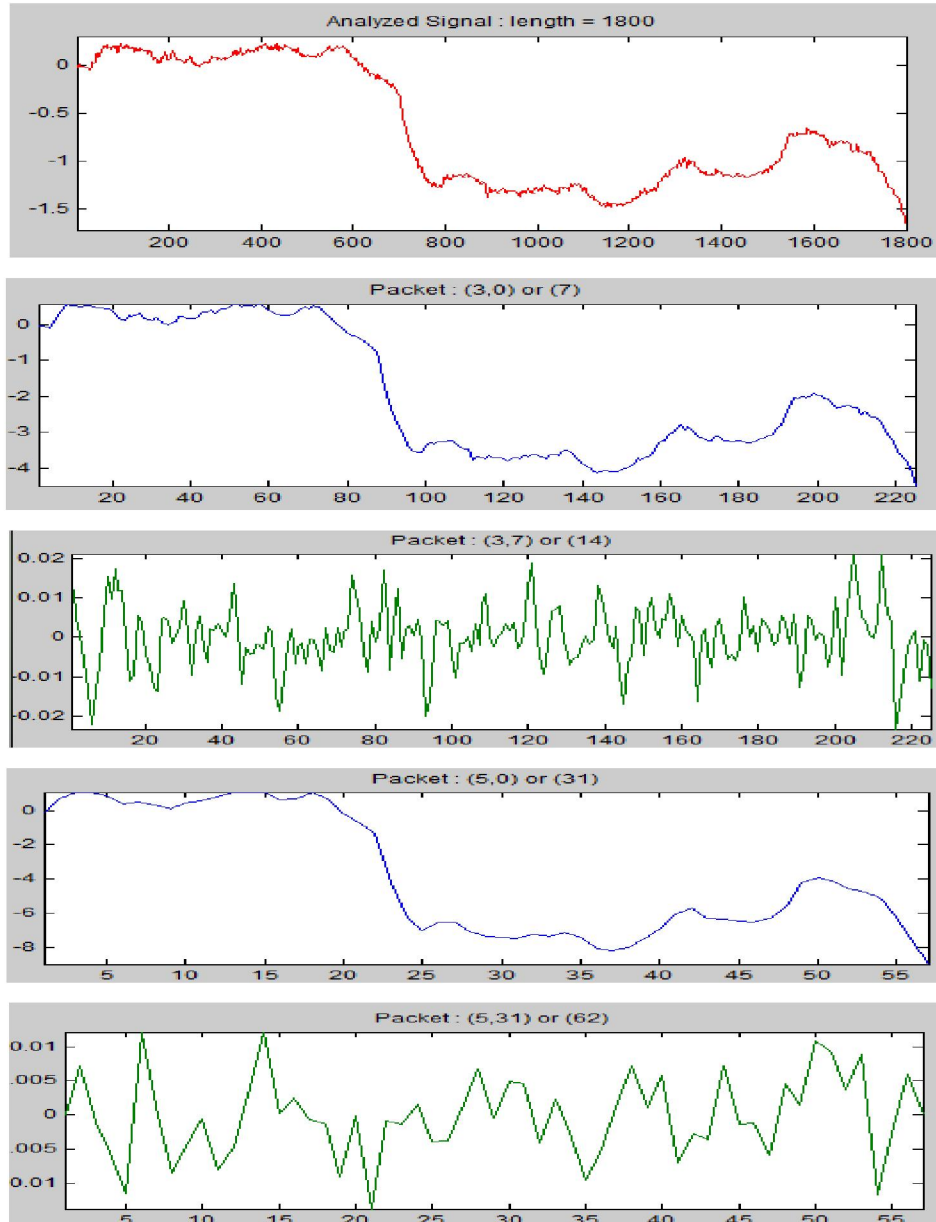 Analyzed Signal : length = 1800
0
-0.5
-1
-1.5
200 400 600 800 1000 1200 1400 1600 1800
Packet : (3,0) or (7)
0
-1
-2
-3
-4
20 40 60 80 100 120 140 160 180 200 220
Packet : (3,7) or (14)
0.02
0.01
0
-0.01
-0.02
20 40 60 80 100 120 140 160 180 200 220
Packet : (5,0) or (31)
0
-2
-4
-6
-8
5 10 15 20 25 30 35 40 45 50 55
Packet : (5,31) or (62)
0.01
.005
0
.005
0.01
5 10 15 20 25 30 35 40 45 50 55